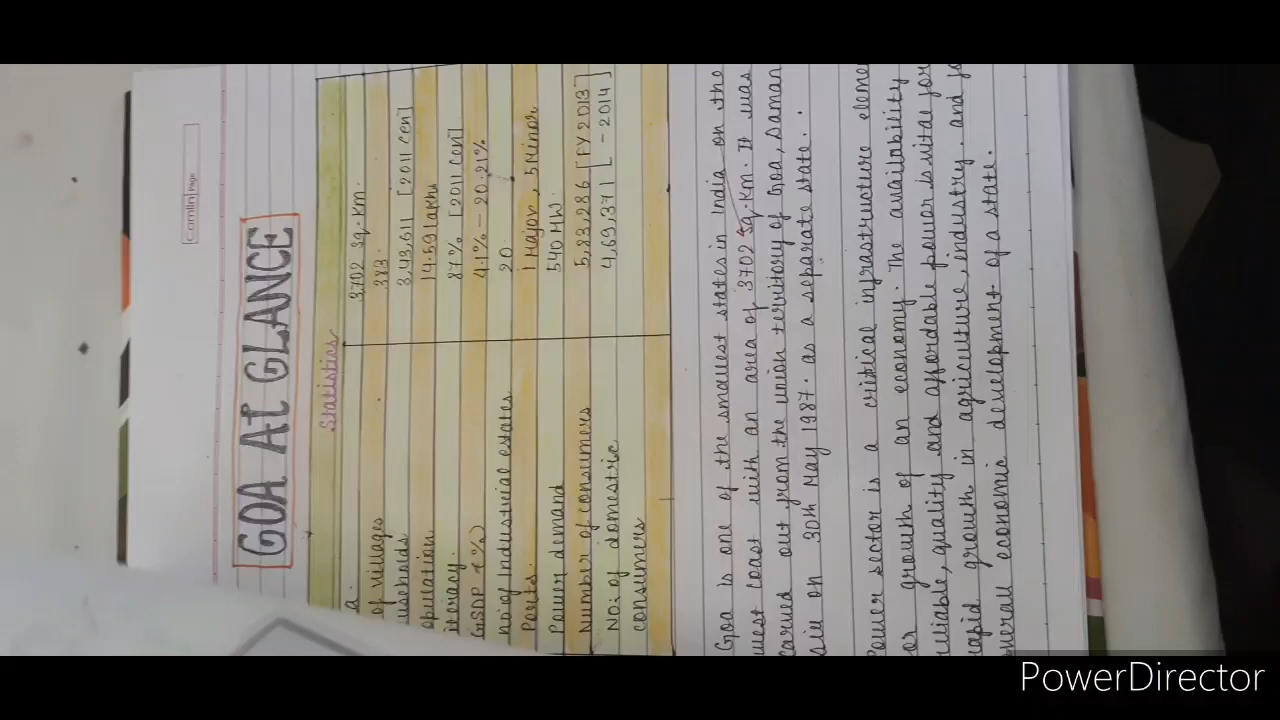 Page
GOA At GLANCE
Statistics
a. 3,702 Sq.Km.
of villages 383.
useholds 3,43,611 [2011 Cen]
opulation 14.59 lakhs
iteracy. 87% [2011 Cen]
GSDP 4.1% - 20.21%
no. of Industrial estates 20
Ports. 1 Major, 5 Minor
Power demand 540 MW.
Number of consumers 5,83,286 [FY 2013]
NO: of domestric 4,69,371 [ - 2014]
consumers
Goa is one of the smallest states in India on the
west coast with an area of 3702 Sq.Km. It was
carved out from the union territory of Goa, Daman
on 30th May 1987. as a separate state.
Power sector is a critical infrastructure eleme
or growth of an economy. The availability
reliable, quality and affordable power is vital for
rapid growth in agriculture, industry, and fo
overall economic development of a state.
PowerDirector